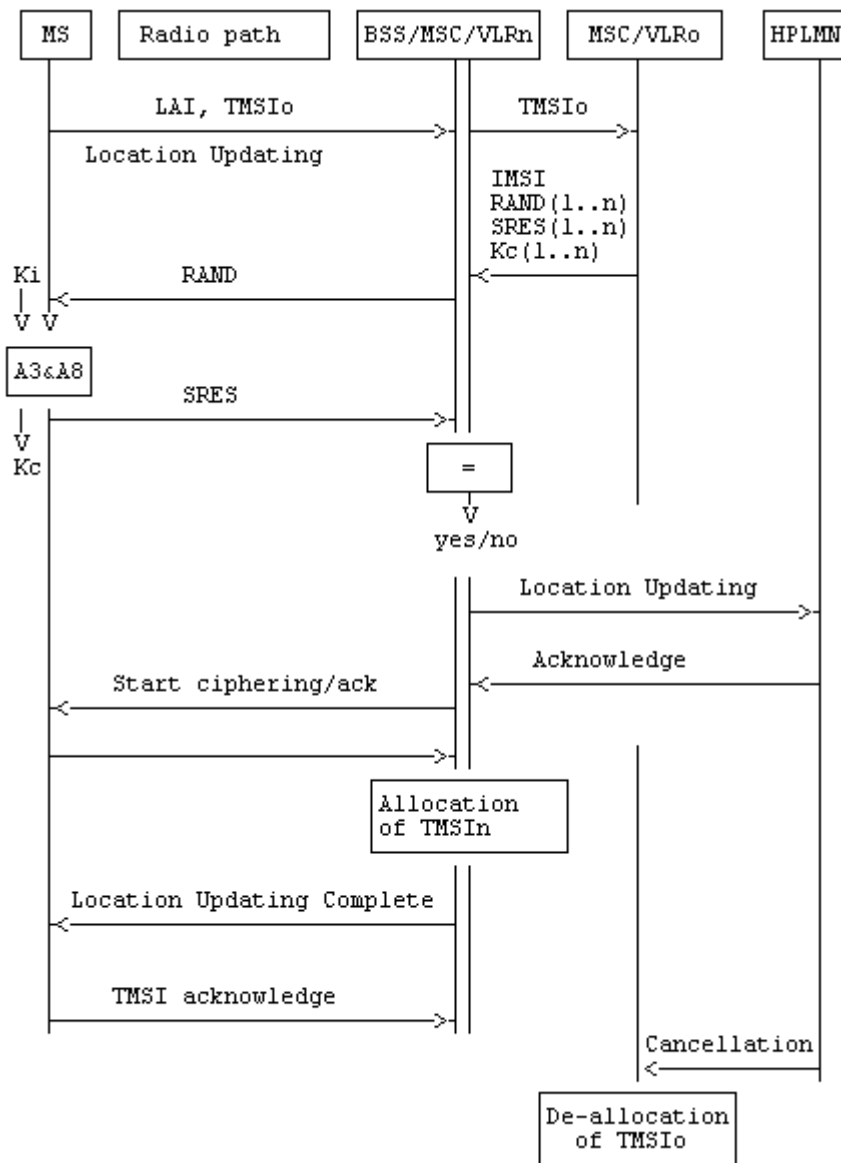 MS
Radio path
BSS/MSC/VLRn
MSC/VLRo
HPLMN
LAI, TMSIo
TMSIo
Location Updating
IMSI
RAND(1..n)
SRES(1..n)
Kc(1..n)
Ki
RAND
V V
A3&A8
SRES
V
Kc
=
V
yes/no
Location Updating
Acknowledge
Start ciphering/ack
Allocation
of TMSIn
Location Updating Complete
TMSI acknowledge
Cancellation
De-allocation
of TMSIo